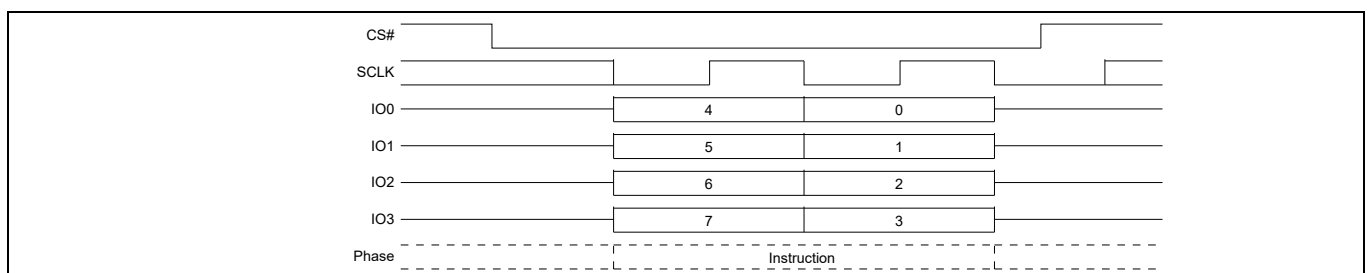 CS#
SCLK
IO0 4 0
IO1 5 1
IO2 6 2
IO3 7 3
Phase Instruction